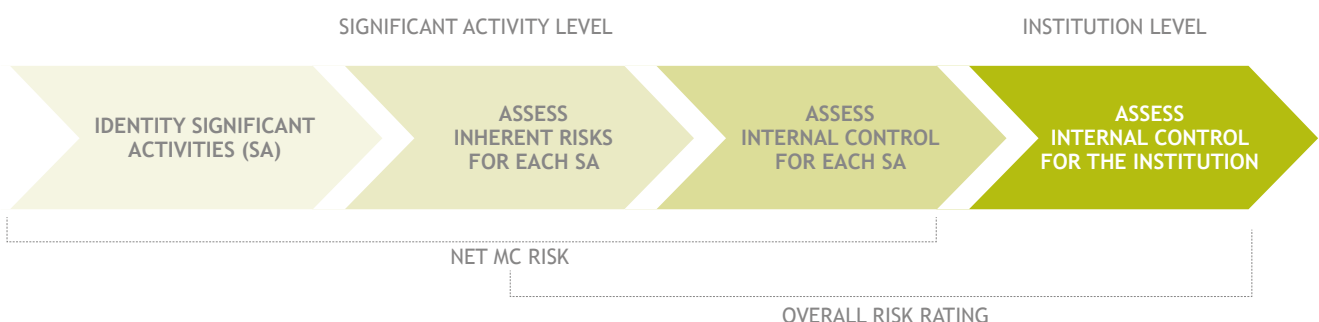 SIGNIFICANT ACTIVITY LEVEL
INSTITUTION LEVEL
IDENTITY SIGNIFICANT
ACTIVITIES (SA)
ASSESS
INHERENT RISKS
FOR EACH SA
ASSESS
INTERNAL CONTROL
FOR EACH SA
ASSESS
INTERNAL CONTROL
FOR THE INSTITUTION
NET MC RISK
OVERALL RISK RATING